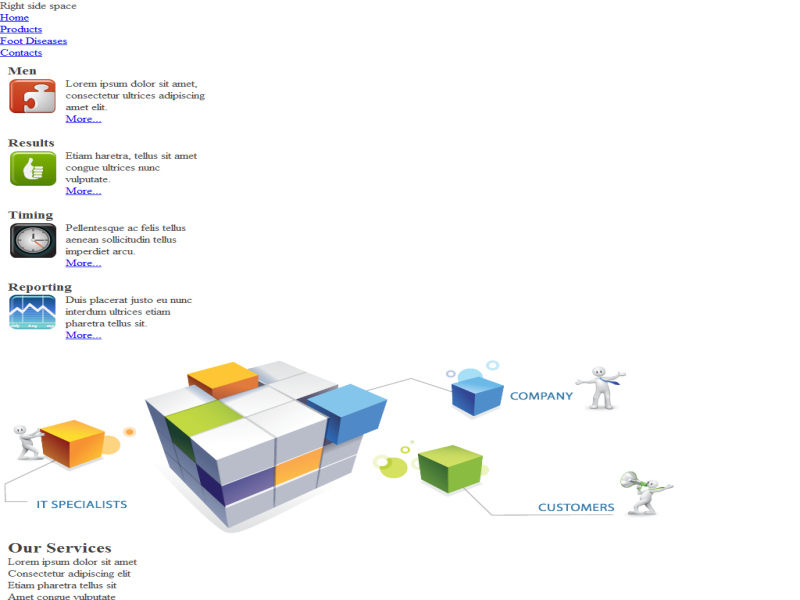 Right side space
Home
Products
Foot Diseases
Contacts
Men
Lorem ipsum dolor sit amet,
consectetur ultrices adipiscing
amet elit.
More...
Results
Etiam haretra, tellus sit amet
congue ultrices nunc
vulputate.
More...
Timing
Pellentesque ac felis tellus
aenean sollicitudin tellus
imperdiet arcu.
More...
Reporting
Duis placerat justo eu nunc
interdum ultrices etiam
pharetra tellus sit.
More...
COMPANY
IT SPECIALISTS
CUSTOMERS
Our Services
Lorem ipsum dolor sit amet
Consectetur adipiscing elit
Etiam pharetra tellus sit
Amet congue vulputate